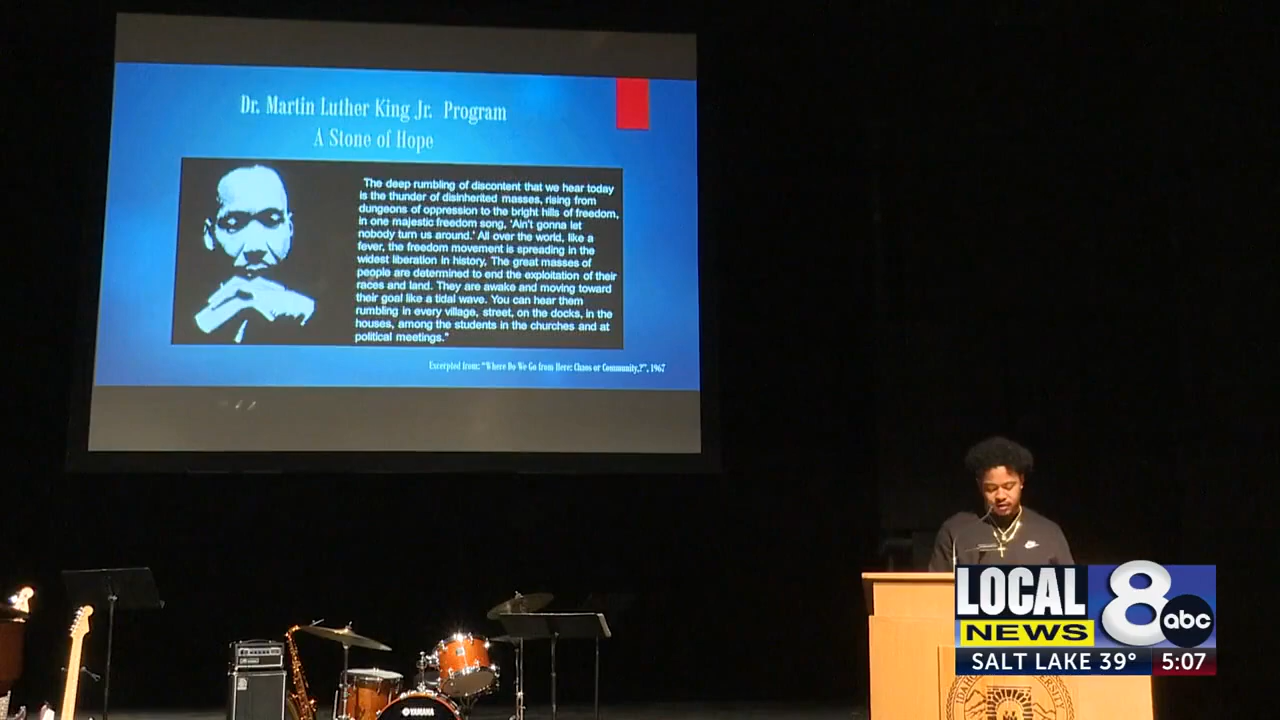 Dr. Martin Luther King Jr. Program
A Stone of Hope
The deep rumbling of discontent that we hear today
is the thunder of disinherited masses, rising from
dungeons of oppression to the bright hills of freedom,
in one majestic freedom song, 'Ain't gonna let
nobody turn us around.' All over the world, like a
fever, the freedom movement is spreading in the
widest liberation in history, The great masses of
people are determined to end the exploitation of their
races and land. They are awake and moving toward
their goal like a tidal wave. You can hear them
rumbling in every village, street, on the docks, in the
houses, among the students in the churches and at
political meetings."
Excerpted from: "Where Do We Go from Here: Chaos or Community,?", 1967
YAMAHA
LOCAL 8
NEWS abc
SALT LAKE 39° 5:07